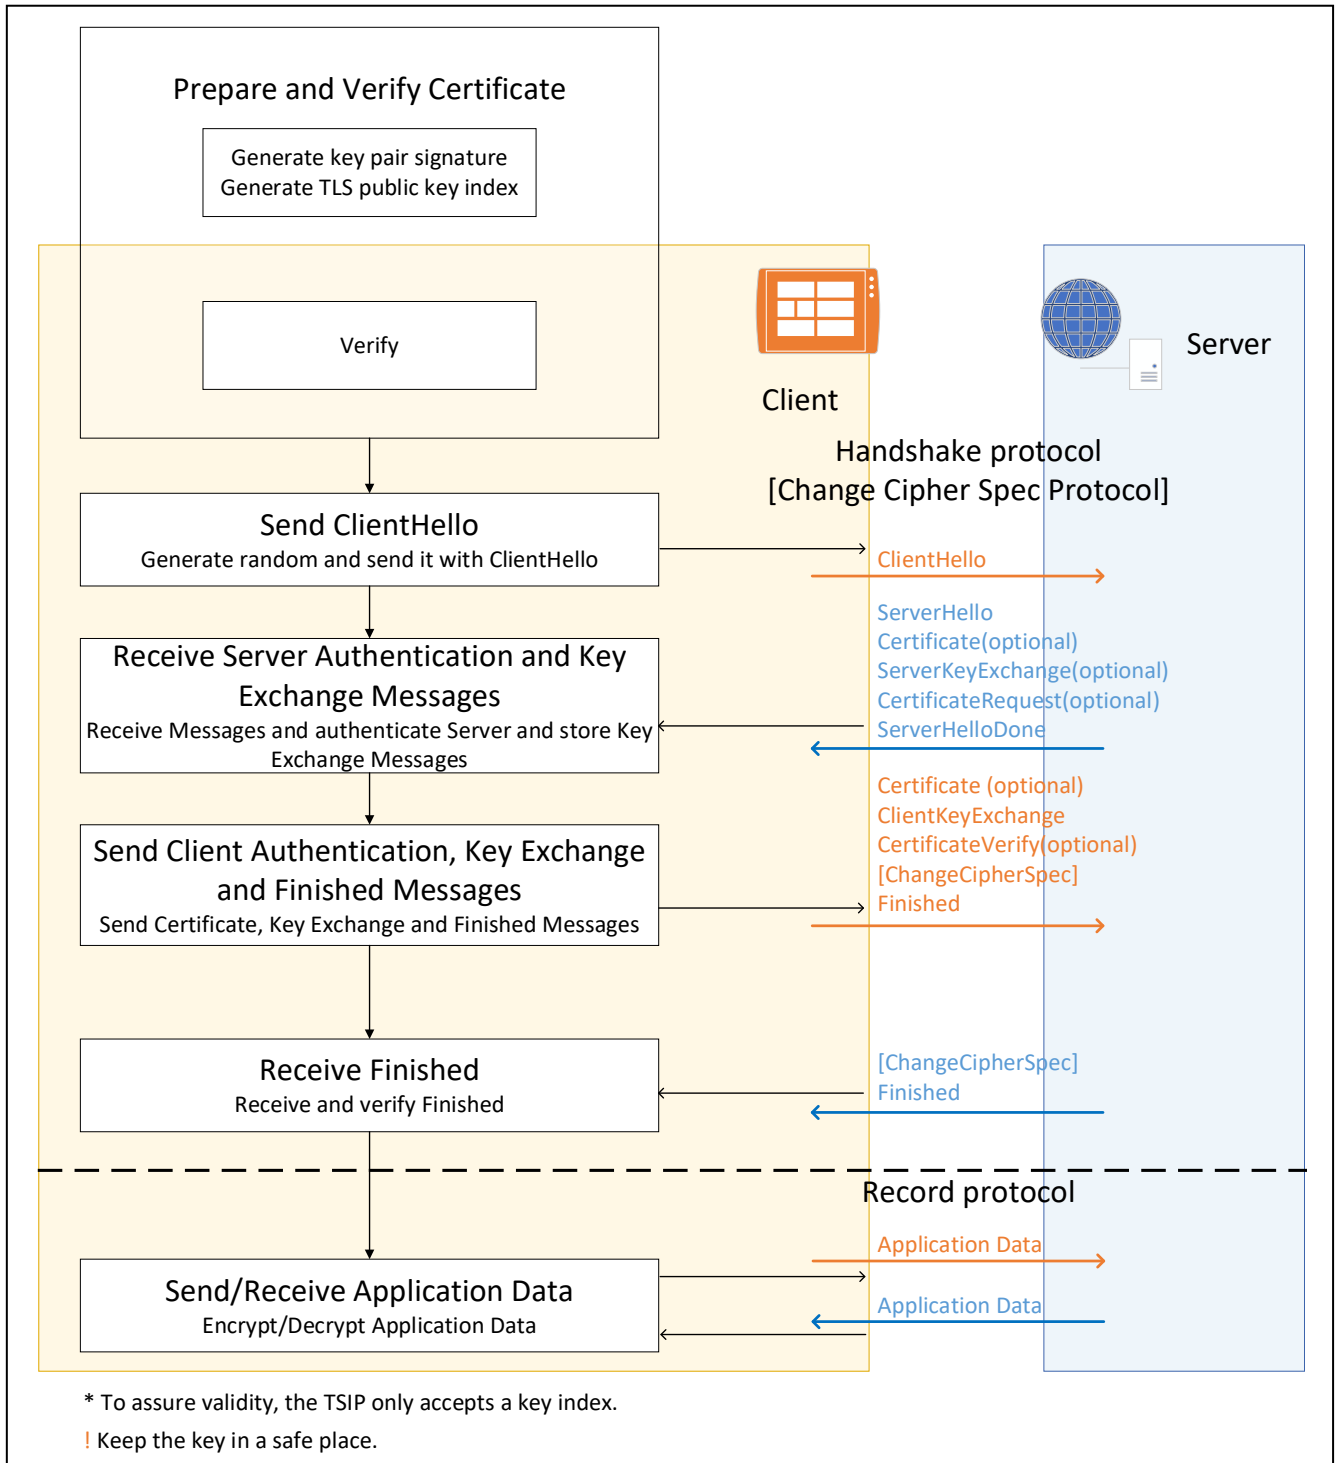 Prepare and Verify Certificate
Generate key pair signature
Generate TLS public key index
Verify
Client
Server
Handshake protocol
[Change Cipher Spec Protocol]
Send ClientHello
Generate random and send it with ClientHello
ClientHello
Receive Server Authentication and Key
Exchange Messages
Receive Messages and authenticate Server and store Key
Exchange Messages
ServerHello
Certificate(optional)
ServerKeyExchange(optional)
CertificateRequest(optional)
ServerHelloDone
Send Client Authentication, Key Exchange
and Finished Messages
Send Certificate, Key Exchange and Finished Messages
Certificate (optional)
ClientKeyExchange
CertificateVerify(optional)
[ChangeCipherSpec]
Finished
Receive Finished
Receive and verify Finished
[ChangeCipherSpec]
Finished
Record protocol
Send/Receive Application Data
Encrypt/Decrypt Application Data
Application Data
Application Data
* To assure validity, the TSIP only accepts a key index.
! Keep the key in a safe place.